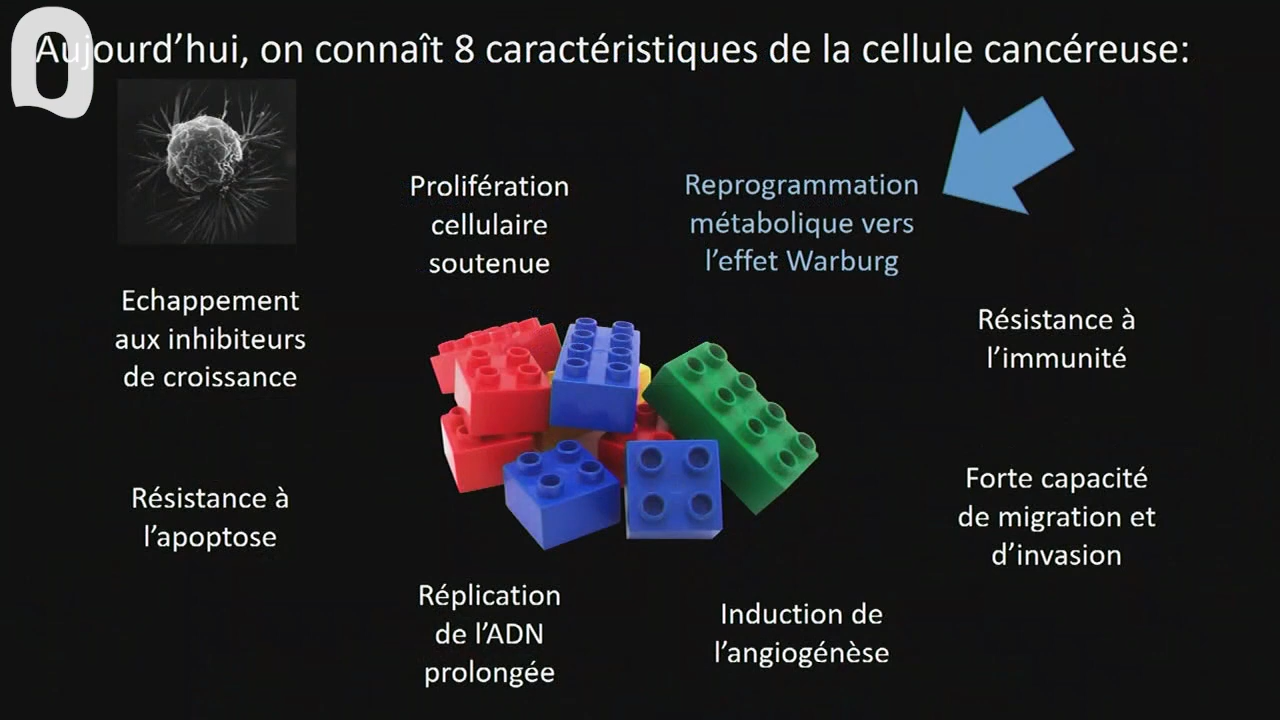 Aujourd’hui, on connaît 8 caractéristiques de la cellule cancéreuse:
Prolifération
cellulaire
soutenue
Reprogrammation
métabolique vers
l’effet Warburg
Echappement
aux inhibiteurs
de croissance
Résistance à
l’immunité
Résistance à
l’apoptose
Forte capacité
de migration et
d’invasion
Réplication
de l’ADN
prolongée
Induction de
l’angiogénèse